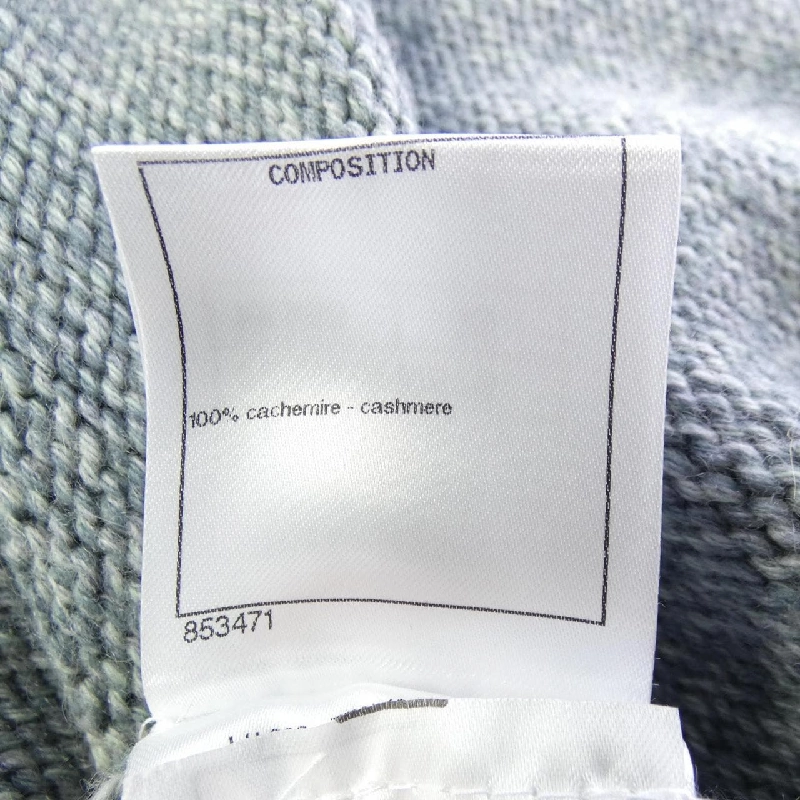 COMPOSITION
100% cachemire - cashmere
853471